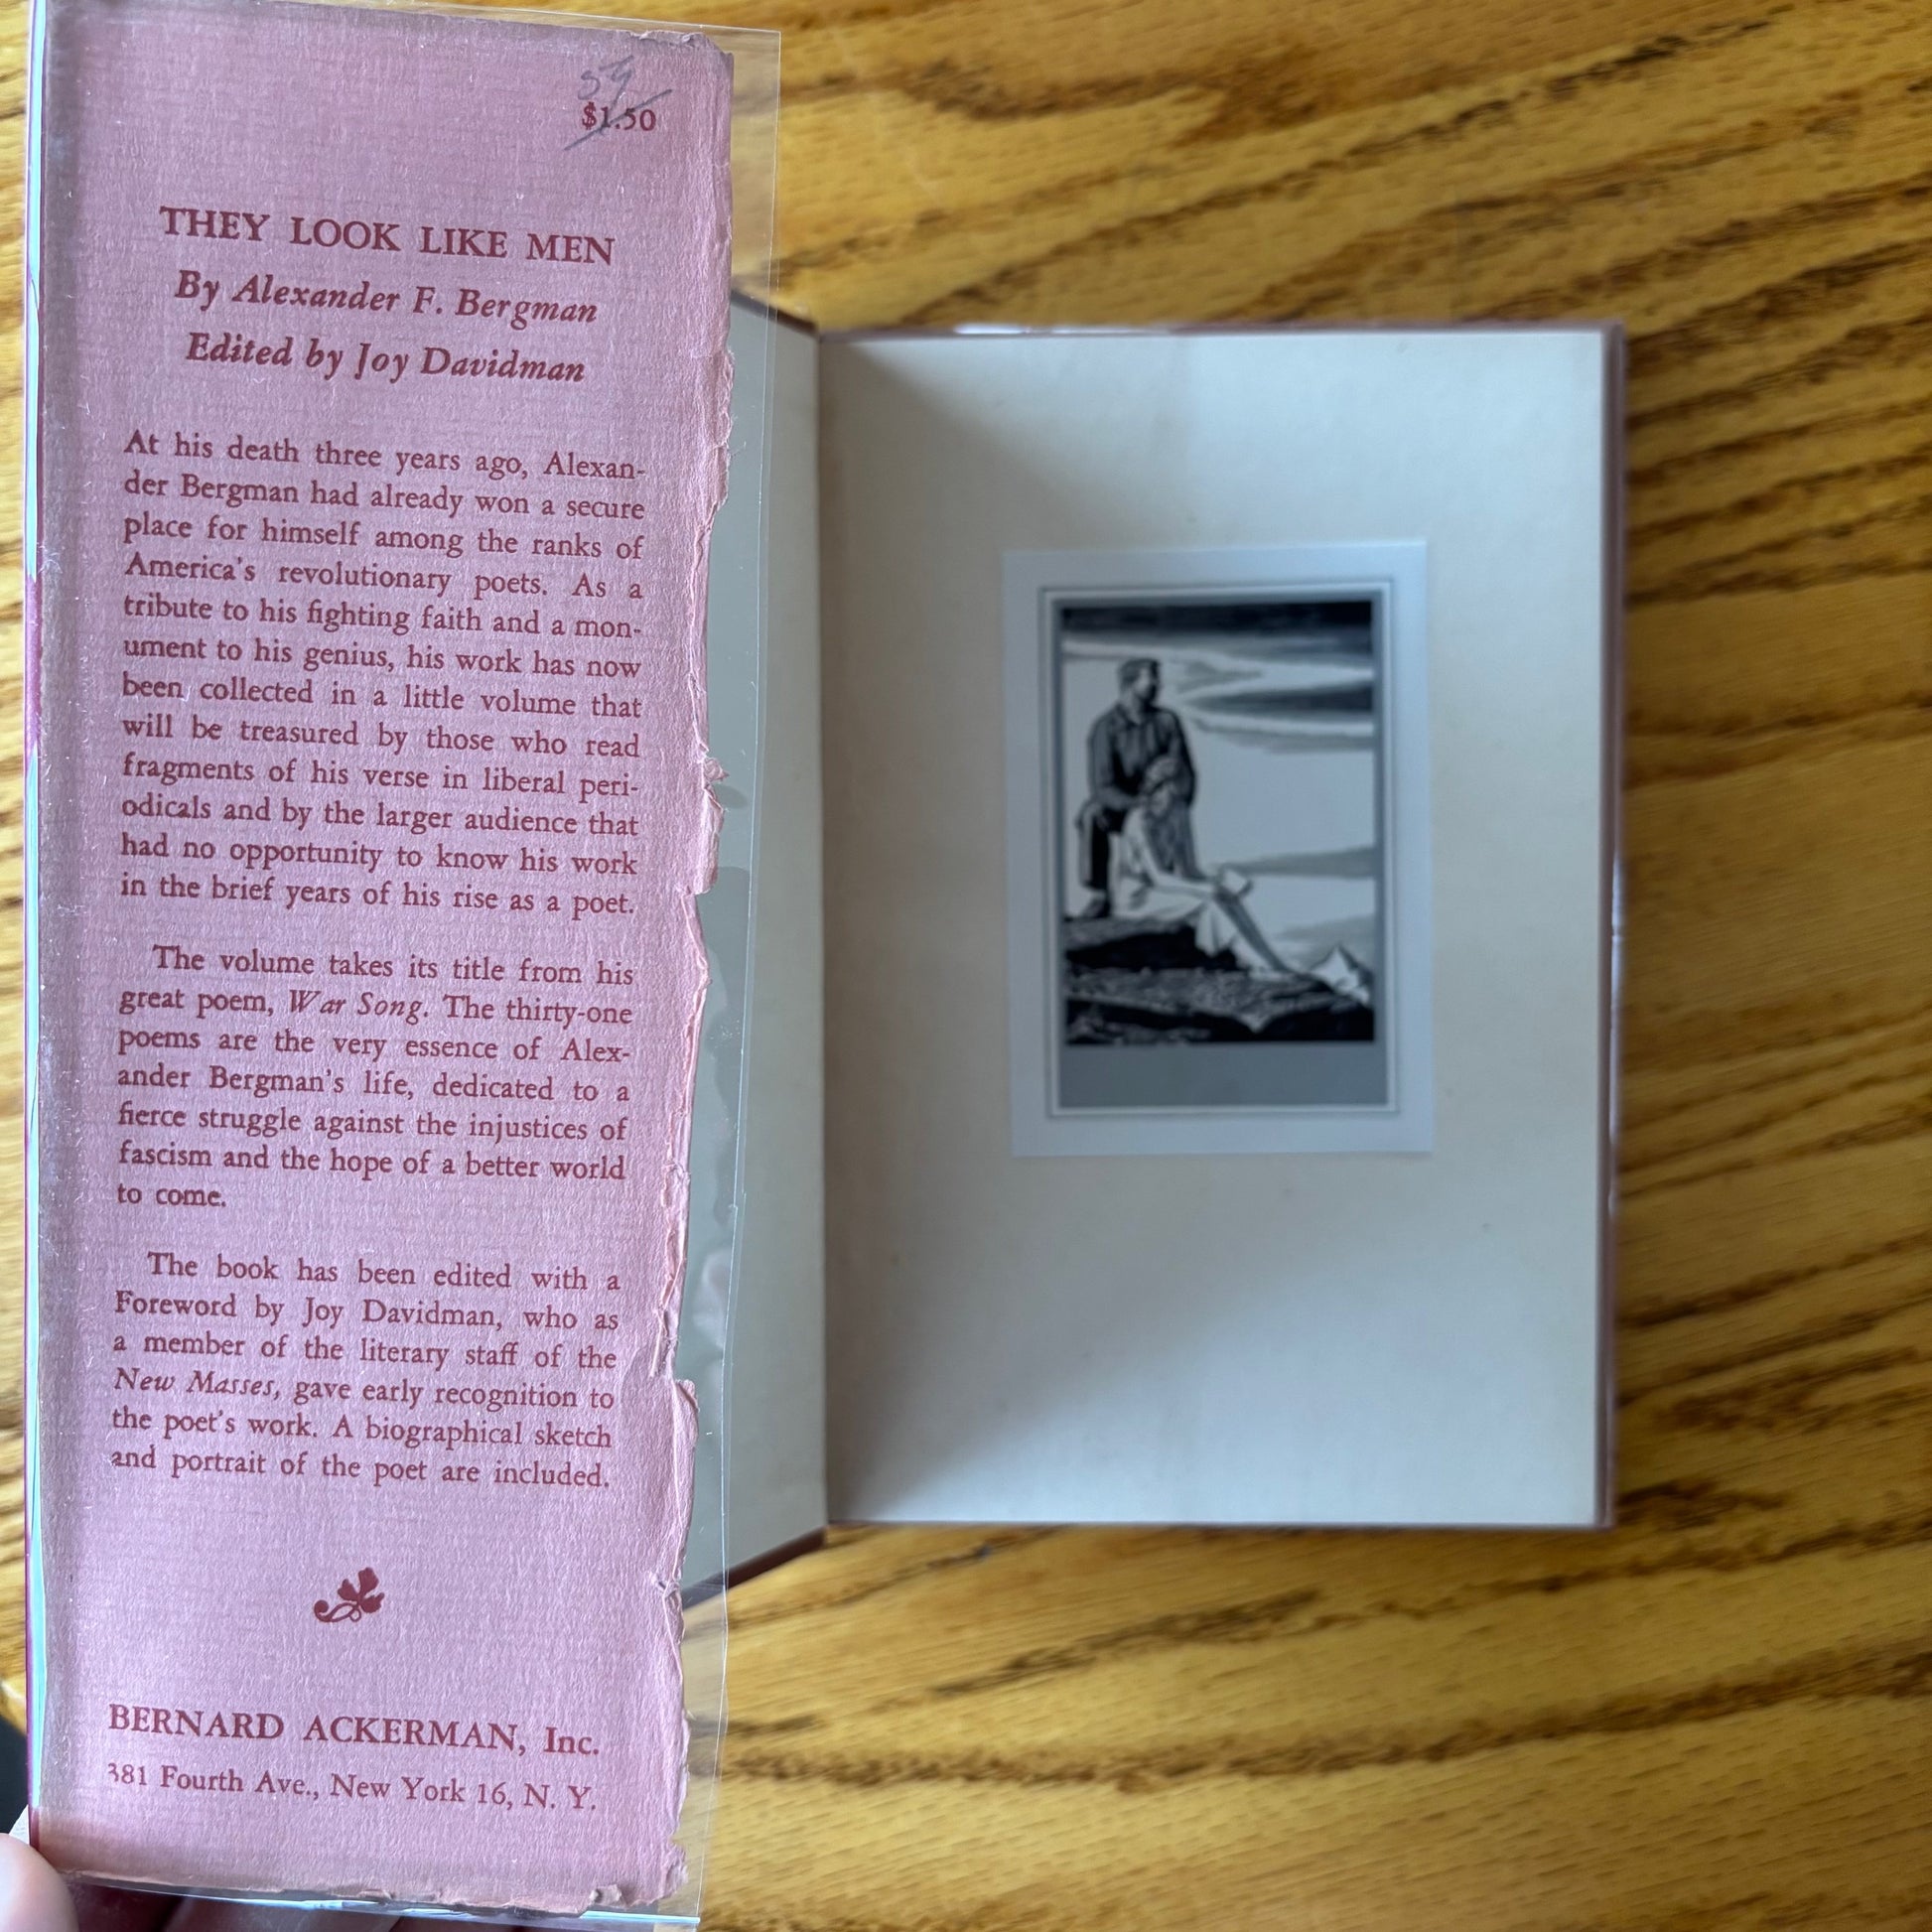 $1.50
THEY LOOK LIKE MEN
By Alexander F. Bergman
Edited by Joy Davidman
At his death three years ago, Alexan-
der Bergman had already won a secure
place for himself among the ranks of
America's revolutionary poets. As a
tribute to his fighting faith and a mon-
ument to his genius, his work has now
been collected in a little volume that
will be treasured by those who read
fragments of his verse in liberal peri-
odicals and by the larger audience that
had no opportunity to know his work
in the brief years of his rise as a poet.
The volume takes its title from his
great poem, War Song. The thirty-one
poems are the very essence of Alex-
ander Bergman's life, dedicated to a
fierce struggle against the injustices of
fascism and the hope of a better world
to come.
The book has been edited with a
Foreword by Joy Davidman, who as
a member of the literary staff of the
New Masses, gave early recognition to
the poet's work. A biographical sketch
and portrait of the poet are included.
BERNARD ACKERMAN, Inc.
381 Fourth Ave., New York 16, N. Y.